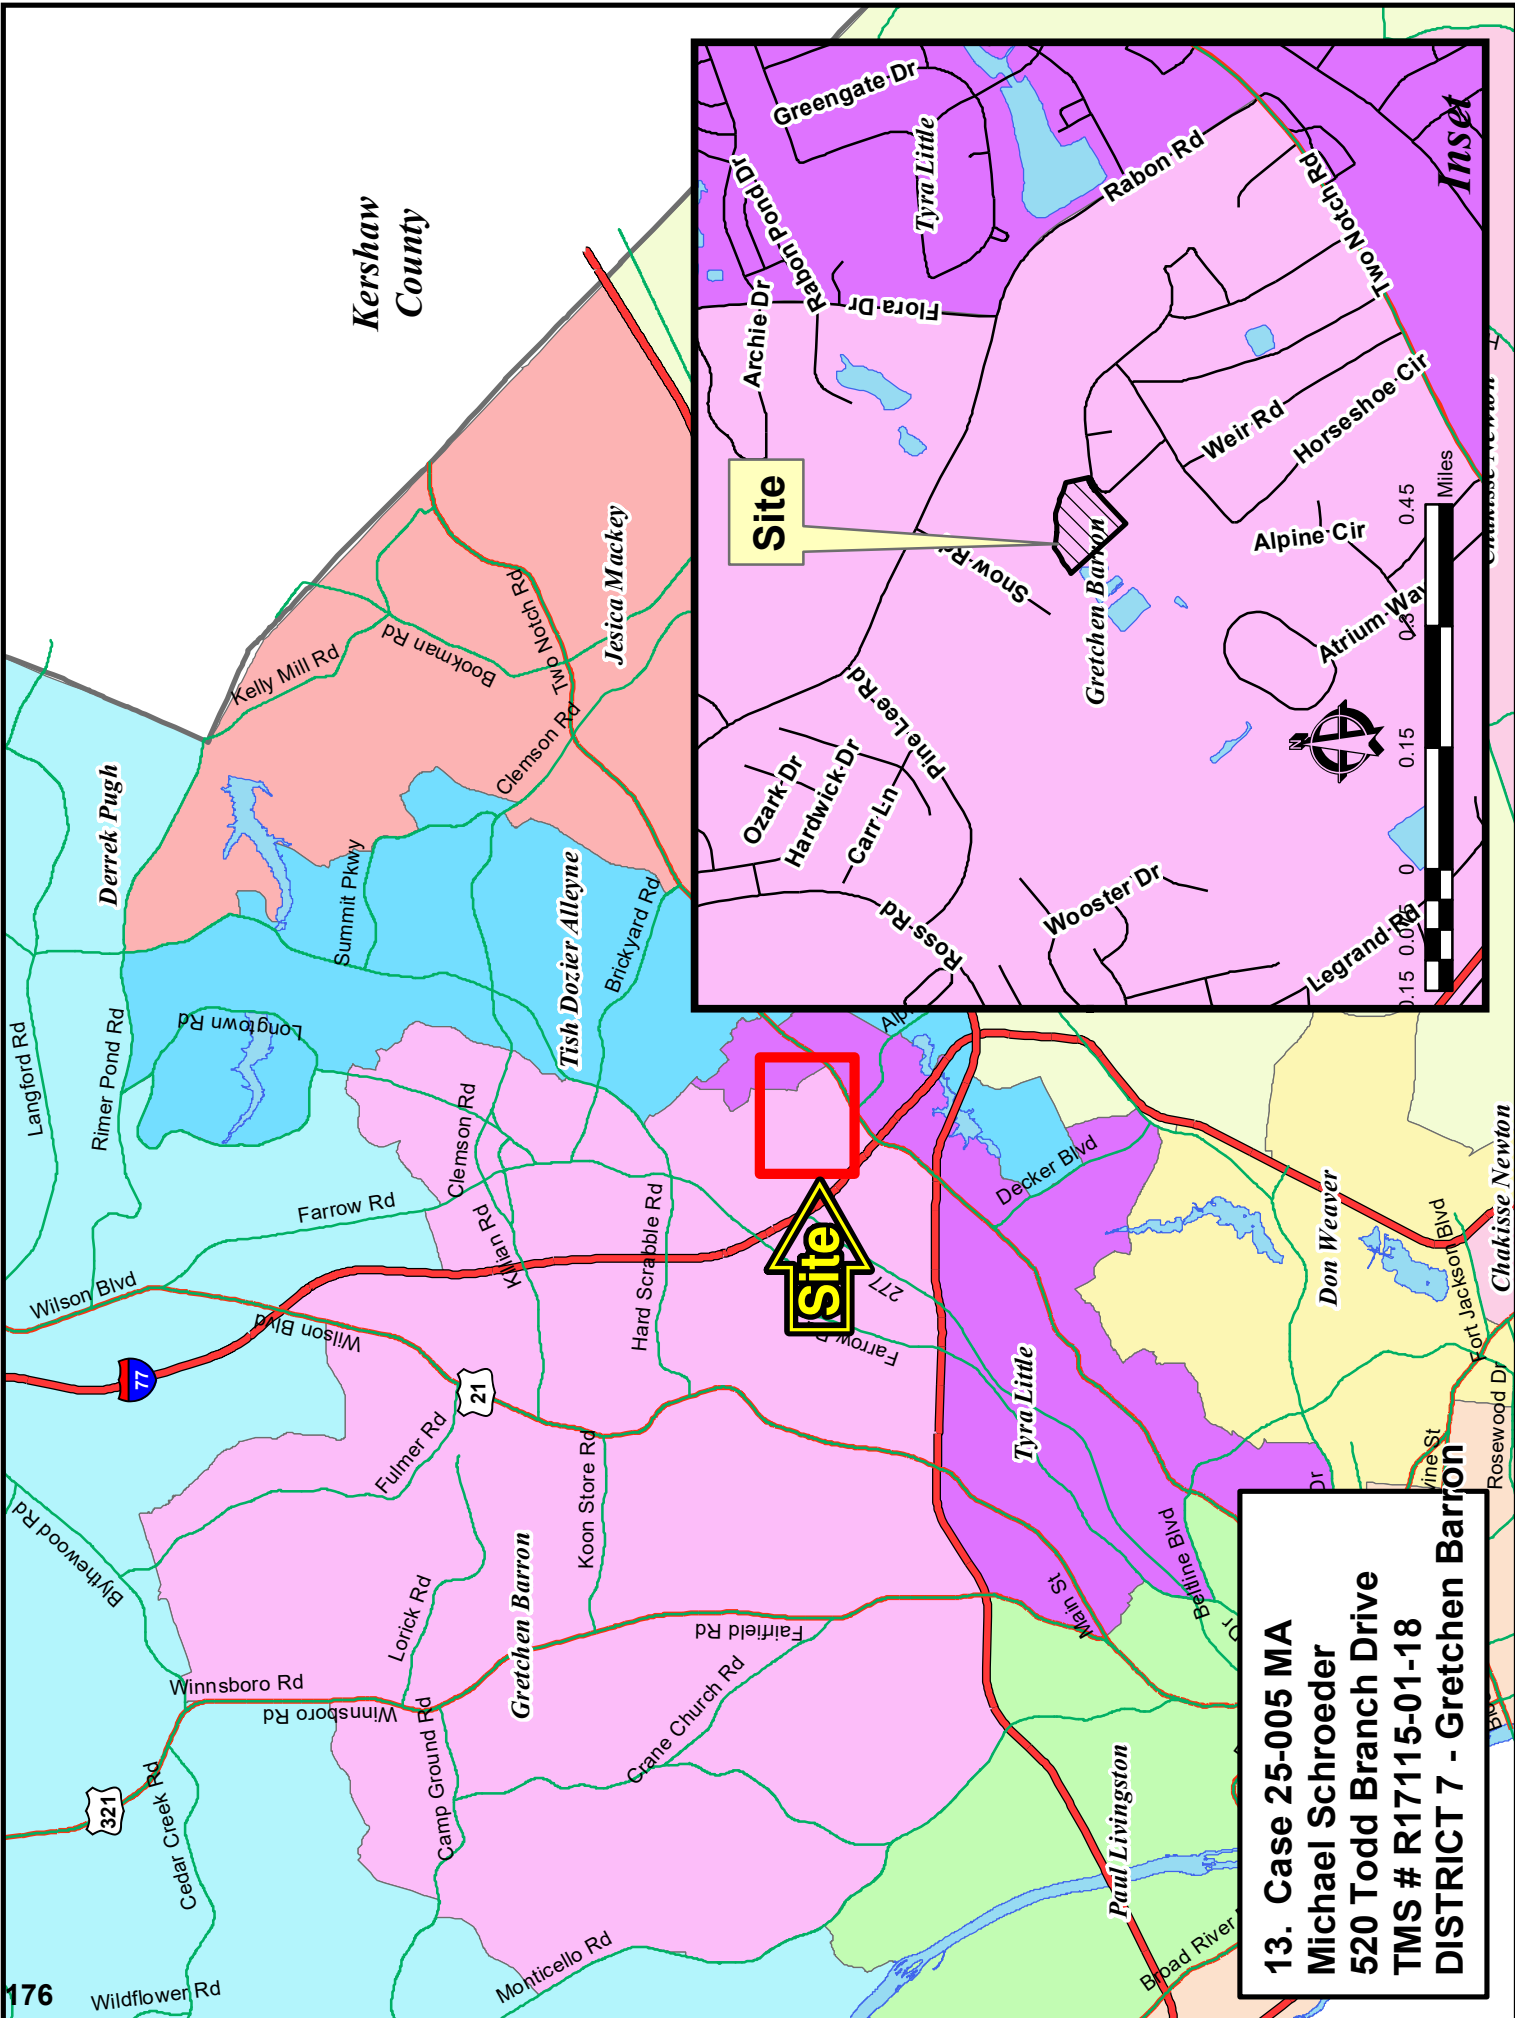 176
Kershaw
County
Derrek Pugh
Jesica Mackey
Tish Dozier Alleyne
Gretchen Barron
Tyra Little
Paul Livingston
Don Weaver
Chakisse Newton
Chakisse Newton
Langford Rd
Rimer Pond Rd
Longtown Rd
Kelly Mill Rd
Bookman Rd
Two Notch Rd
Clemson Rd
Summit Pkwy
Brickyard Rd
Wilson Blvd
Wilson Blvd
Farrow Rd
Clemson Rd
Killian Rd
Hard Scrabble Rd
77
21
321
277
Farrow
Site
Decker Blvd
Fort Jackson Blvd
Rosewood Dr
Blythewood Rd
Fulmer Rd
Koon Store Rd
Lorick Rd
Winnsboro Rd
Winnsboro Rd
Cedar Creek Rd
Camp Ground Rd
Crane Church Rd
Fairfield Rd
Main St
Beltline Blvd
Monticello Rd
Broad River
Wildflower Rd
Dr
Dr
Inset
Site
Greengate Dr
Rabon Pond Dr
Tyra Little
Archie Dr
Flora Dr
Rabon Rd
Two Notch Rd
Snow Rd
Weir Rd
Horseshoe Cir
Gretchen Barron
Alpine Cir
Atrium Way
Pine Lee Rd
Ozark Dr
Hardwick Dr
Carr Ln
Ross Rd
Wooster Dr
Legrand Rd
N
0.15 0.075 0 0.15 0.3 0.45
Miles
13. Case 25-005 MA
Michael Schroeder
520 Todd Branch Drive
TMS # R17115-01-18
DISTRICT 7 - Gretchen Barron